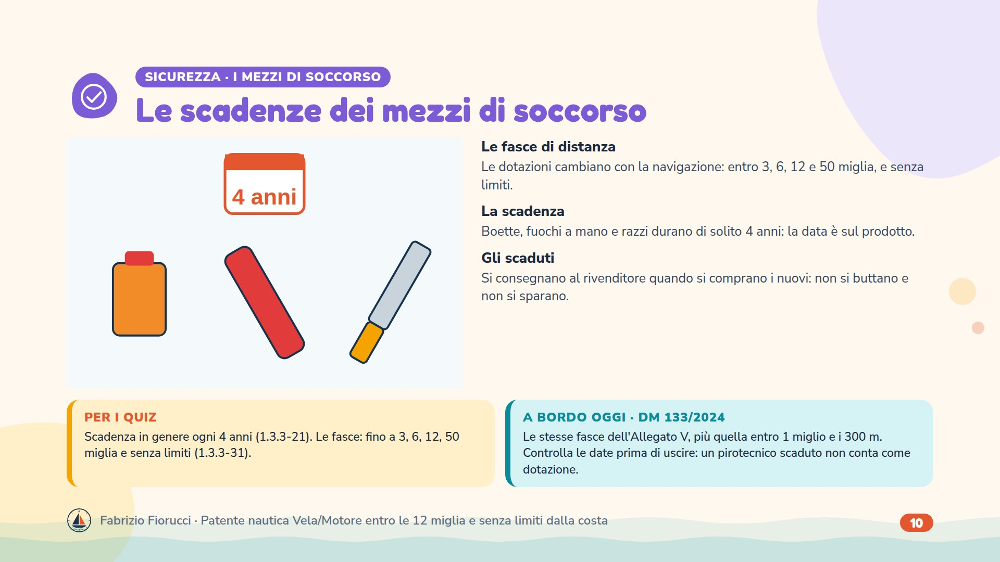 SICUREZZA · I MEZZI DI SOCCORSO
Le scadenze dei mezzi di soccorso
4 anni
Le fasce di distanza
Le dotazioni cambiano con la navigazione: entro 3, 6, 12 e 50 miglia, e senza
limiti.
La scadenza
Boette, fuochi a mano e razzi durano di solito 4 anni: la data è sul prodotto.
Gli scaduti
Si consegnano al rivenditore quando si comprano i nuovi: non si buttano e
non si sparano.
PER I QUIZ
Scadenza in genere ogni 4 anni (1.3.3-21). Le fasce: fino a 3, 6, 12, 50
miglia e senza limiti (1.3.3-31).
A BORDO OGGI · DM 133/2024
Le stesse fasce dell'Allegato V, più quella entro 1 miglio e i 300 m.
Controlla le date prima di uscire: un pirotecnico scaduto non conta come
dotazione.
Fabrizio Fiorucci · Patente nautica Vela/Motore entro le 12 miglia e senza limiti dalla costa
10